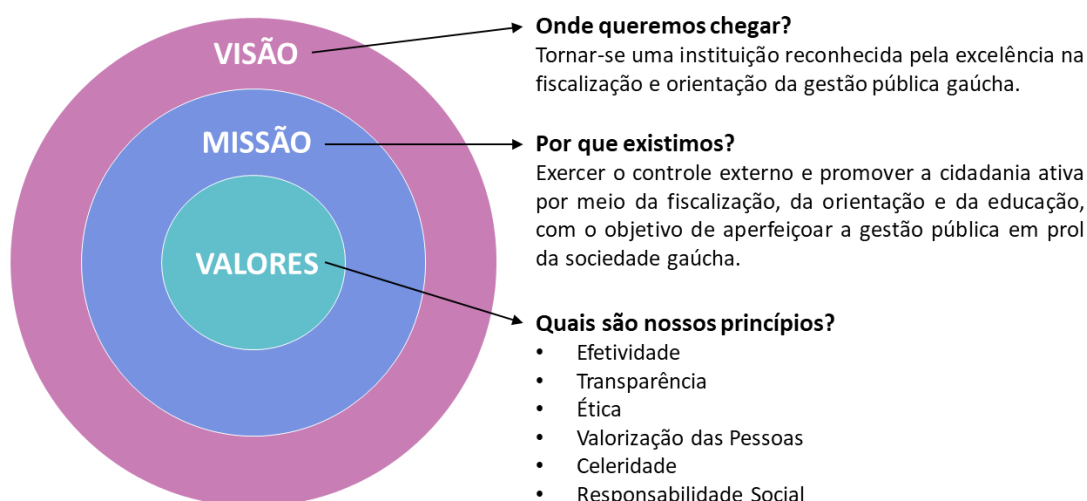 VISÃO
MISSÃO
VALORES
Onde queremos chegar?
Tornar-se uma instituição reconhecida pela excelência na
fiscalização e orientação da gestão pública gaúcha.
Por que existimos?
Exercer o controle externo e promover a cidadania ativa
por meio da fiscalização, da orientação e da educação,
com o objetivo de aperfeiçoar a gestão pública em prol
da sociedade gaúcha.
Quais são nossos princípios?
• Efetividade
• Transparência
• Ética
• Valorização das Pessoas
• Celeridade
• Responsabilidade Social